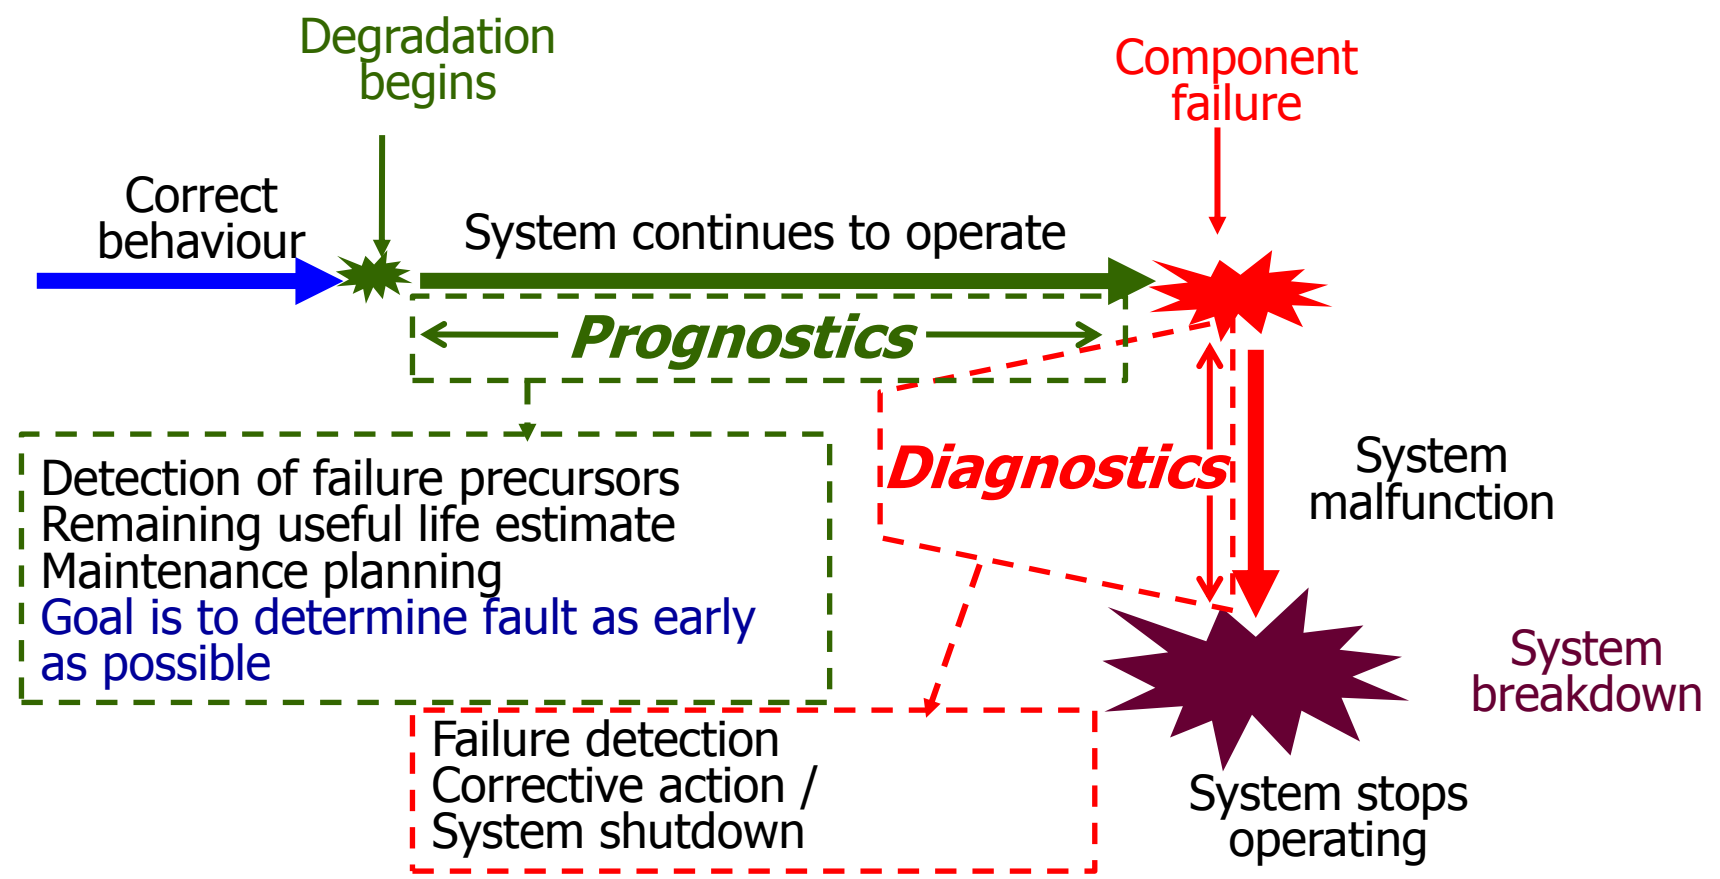 Degradation
begins
Component
failure
Correct
behaviour
System continues to operate
Prognostics
Diagnostics
System
malfunction
Detection of failure precursors
Remaining useful life estimate
Maintenance planning
Goal is to determine fault as early
as possible
System
breakdown
Failure detection
Corrective action /
System shutdown
System stops
operating